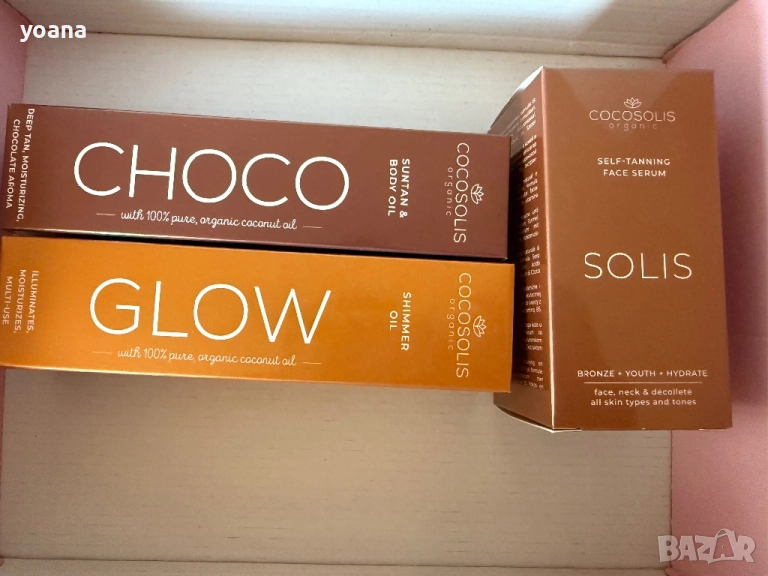 yoana
DEEP TAN, MOISTURIZING,
CHOCOLATE AROMA
CHOCO
with 100% pure, organic coconut oil
SUNTAN &
BODY OIL
COCOSOLIS
organic
ILLUMINATES,
MOISTURIZES,
MULTI-USE
GLOW
with 100% pure, organic coconut oil
SHIMMER
OIL
COCOSOLIS
organic
COCOSOLIS
organic
SELF-TANNING
FACE SERUM
SOLIS
BRONZE + YOUTH + HYDRATE
face, neck & décolleté
all skin types and tones
BAZAR